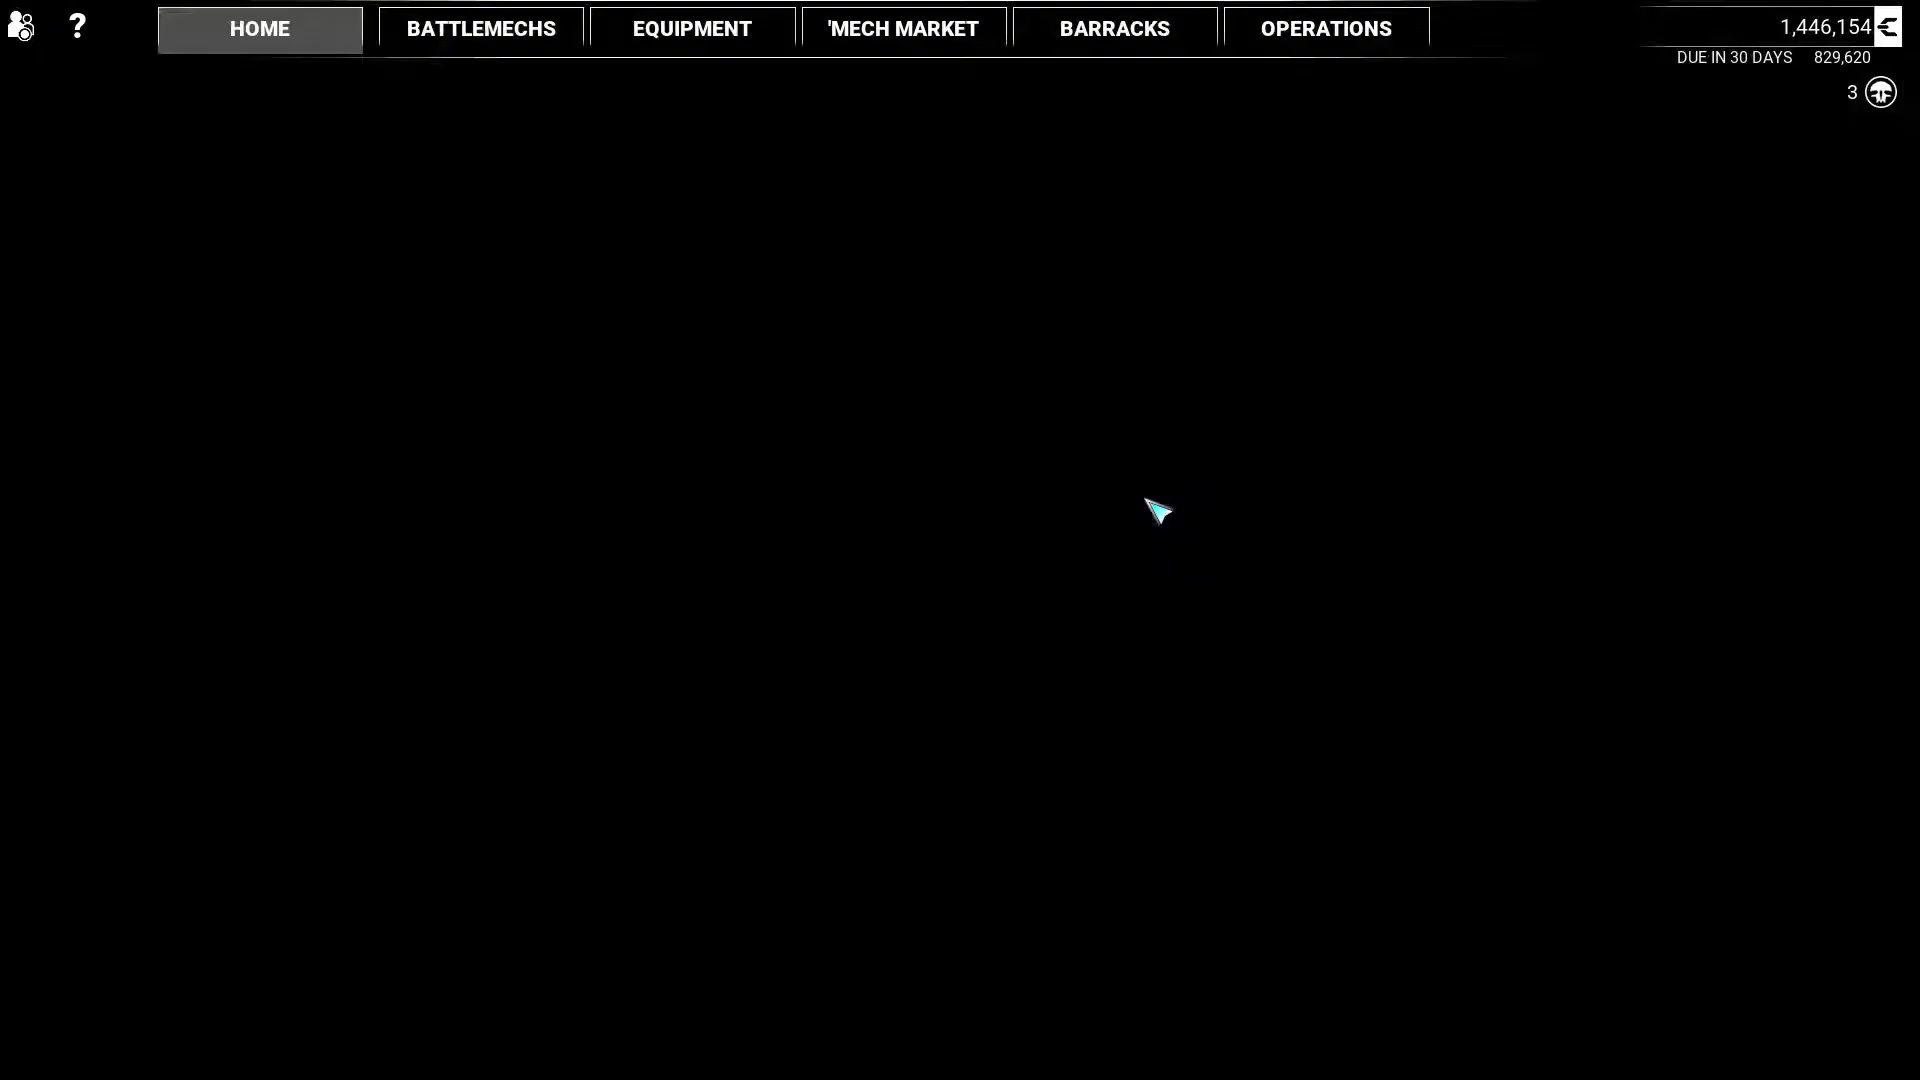 ?
HOME
BATTLEMECHS
EQUIPMENT
'MECH MARKET
BARRACKS
OPERATIONS
1,446,154
DUE IN 30 DAYS 829,620
3